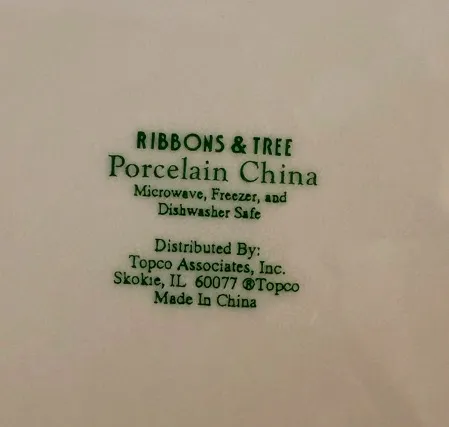 RIBBONS & TREE
Porcelain China
Microwave, Freezer, and
Dishwasher Safe
Distributed By:
Topco Associates, Inc.
Skokie, IL 60077 ®Topco
Made In China